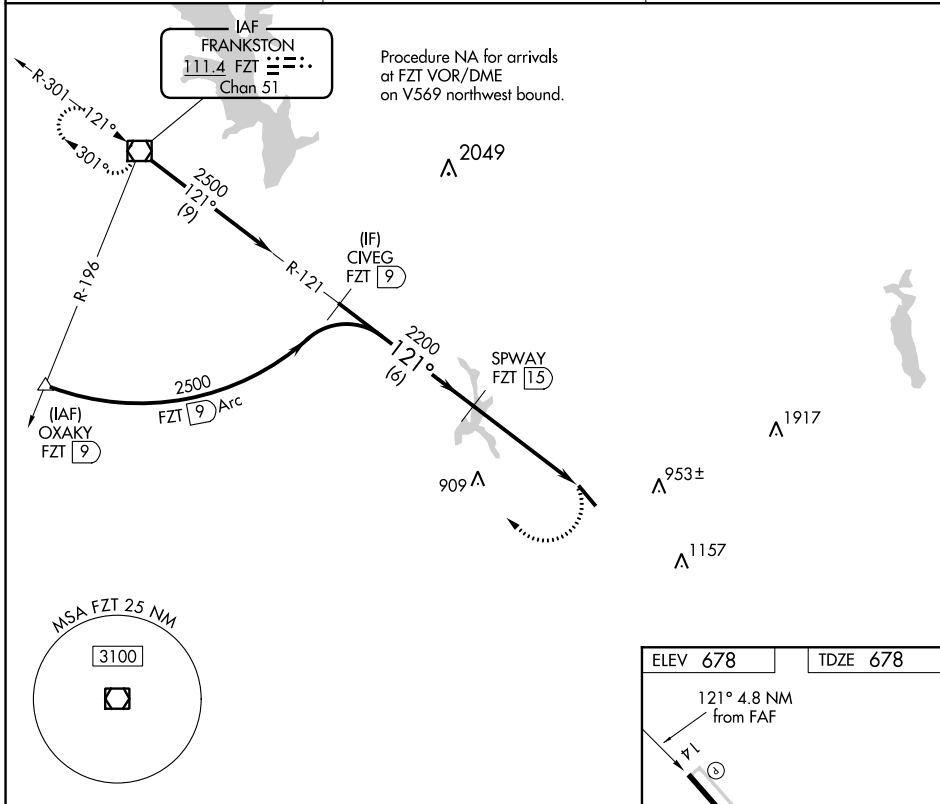 IAF
FRANKSTON
111.4 FZT
Chan 51
Procedure NA for arrivals
at FZT VOR/DME
on V569 northwest bound.
R-301
121°
301°
2049
2500
121°
(9)
(IF)
CIVEG
FZT 9
R-121
R-196
2200
121°
(6)
SPWAY
FZT 15
2500
FZT 9 Arc
(IAF)
OXAKY
FZT 9
1917
909
953±
1157
MSA FZT 25 NM
3100
ELEV 678
TDZE 678
121° 4.8 NM
from FAF
14
P